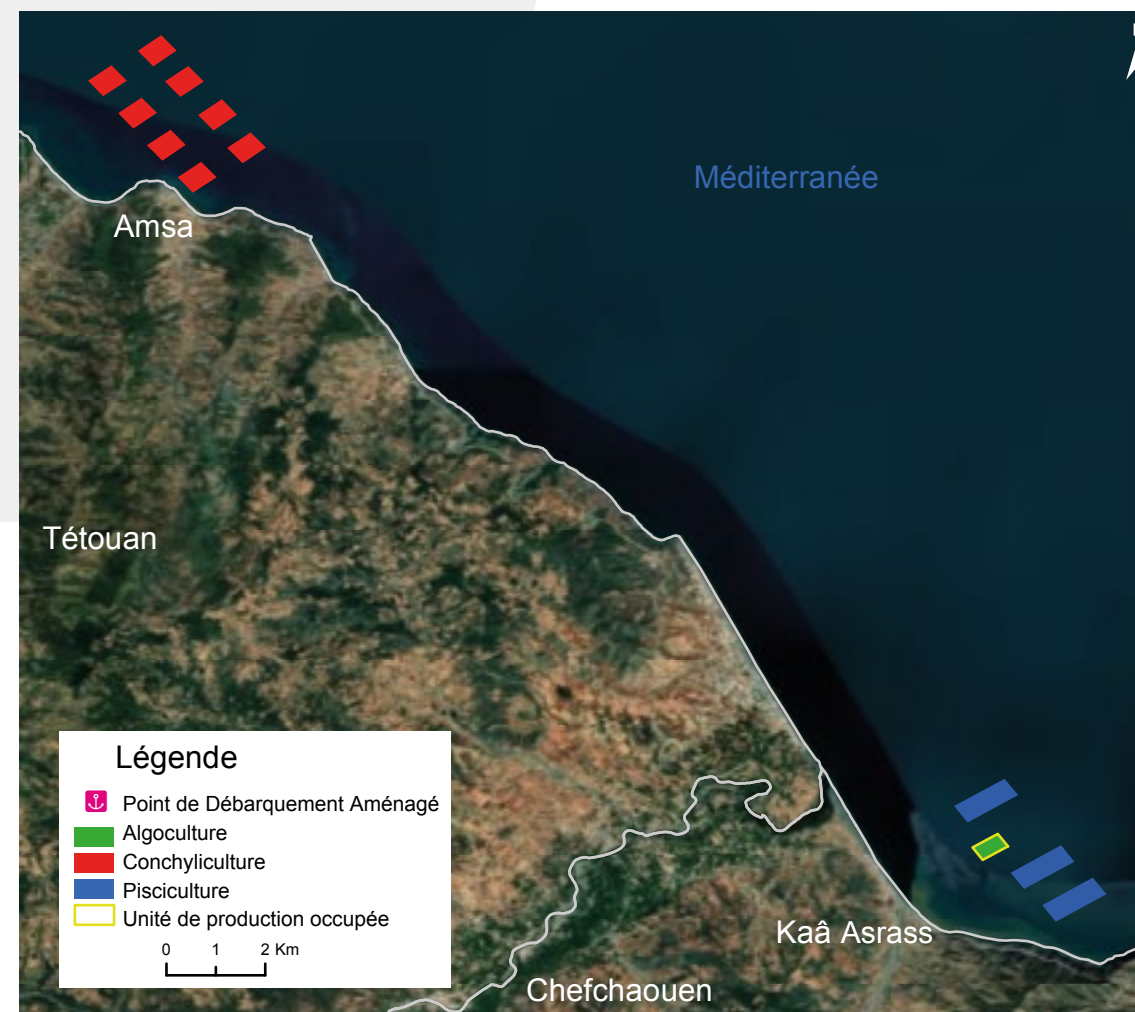 Méditerranée
Amsa
Tétouan
Légende
Point de Débarquement Aménagé
Algoculture
Conchyliculture
Pisciculture
Unité de production occupée
0 1 2 Km
Kaâ Asrass
Chefchaouen